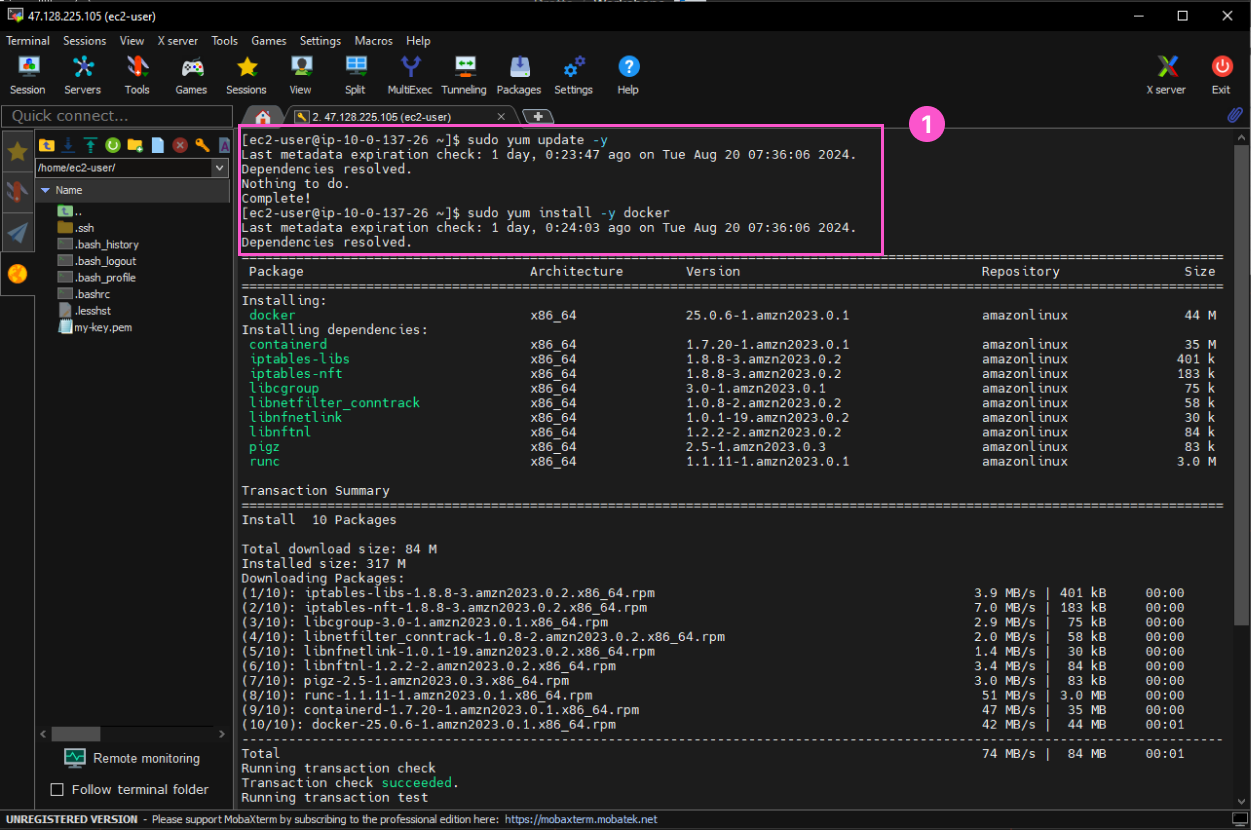 47.128.225.105 (ec2-user)
Terminal Sessions View X server Tools Games Settings Macros Help
Session Servers Tools Games Sessions View Split MultiExec Tunneling Packages Settings Help X server Exit
Quick connect...
2. 47.128.225.105 (ec2-user)
1
/home/ec2-user/
Name
..
.ssh
.bash_history
.bash_logout
.bash_profile
.bashrc
.lesshst
my-key.pem
Remote monitoring
Follow terminal folder
[ec2-user@ip-10-0-137-26 ~]$ sudo yum update -y
Last metadata expiration check: 1 day, 0:23:47 ago on Tue Aug 20 07:36:06 2024.
Dependencies resolved.
Nothing to do.
Complete!
[ec2-user@ip-10-0-137-26 ~]$ sudo yum install -y docker
Last metadata expiration check: 1 day, 0:24:03 ago on Tue Aug 20 07:36:06 2024.
Dependencies resolved.
Package Architecture Version Repository Size
Installing:
docker x86_64 25.0.6-1.amzn2023.0.1 amazonlinux 44 M
Installing dependencies:
containerd x86_64 1.7.20-1.amzn2023.0.1 amazonlinux 35 M
iptables-libs x86_64 1.8.8-3.amzn2023.0.2 amazonlinux 401 k
iptables-nft x86_64 1.8.8-3.amzn2023.0.2 amazonlinux 183 k
libcgroup x86_64 3.0-1.amzn2023.0.1 amazonlinux 75 k
libnetfilter_conntrack x86_64 1.0.8-2.amzn2023.0.2 amazonlinux 58 k
libnfnetlink x86_64 1.0.1-19.amzn2023.0.2 amazonlinux 30 k
libnftnl x86_64 1.2.2-2.amzn2023.0.2 amazonlinux 84 k
pigz x86_64 2.5-1.amzn2023.0.3 amazonlinux 83 k
runc x86_64 1.1.11-1.amzn2023.0.1 amazonlinux 3.0 M
Transaction Summary
Install 10 Packages
Total download size: 84 M
Installed size: 317 M
Downloading Packages:
(1/10): iptables-libs-1.8.8-3.amzn2023.0.2.x86_64.rpm 3.9 MB/s | 401 kB 00:00
(2/10): iptables-nft-1.8.8-3.amzn2023.0.2.x86_64.rpm 7.0 MB/s | 183 kB 00:00
(3/10): libcgroup-3.0-1.amzn2023.0.1.x86_64.rpm 2.9 MB/s | 75 kB 00:00
(4/10): libnetfilter_conntrack-1.0.8-2.amzn2023.0.2.x86_64.rpm 2.0 MB/s | 58 kB 00:00
(5/10): libnfnetlink-1.0.1-19.amzn2023.0.2.x86_64.rpm 1.4 MB/s | 30 kB 00:00
(6/10): libnftnl-1.2.2-2.amzn2023.0.2.x86_64.rpm 3.4 MB/s | 84 kB 00:00
(7/10): pigz-2.5-1.amzn2023.0.3.x86_64.rpm 3.0 MB/s | 83 kB 00:00
(8/10): runc-1.1.11-1.amzn2023.0.1.x86_64.rpm 51 MB/s | 3.0 MB 00:00
(9/10): containerd-1.7.20-1.amzn2023.0.1.x86_64.rpm 47 MB/s | 35 MB 00:00
(10/10): docker-25.0.6-1.amzn2023.0.1.x86_64.rpm 42 MB/s | 44 MB 00:01
Total 74 MB/s | 84 MB 00:01
Running transaction check
Transaction check succeeded.
Running transaction test
UNREGISTERED VERSION - Please support MobaXterm by subscribing to the professional edition here: https://mobaxterm.mobatek.net